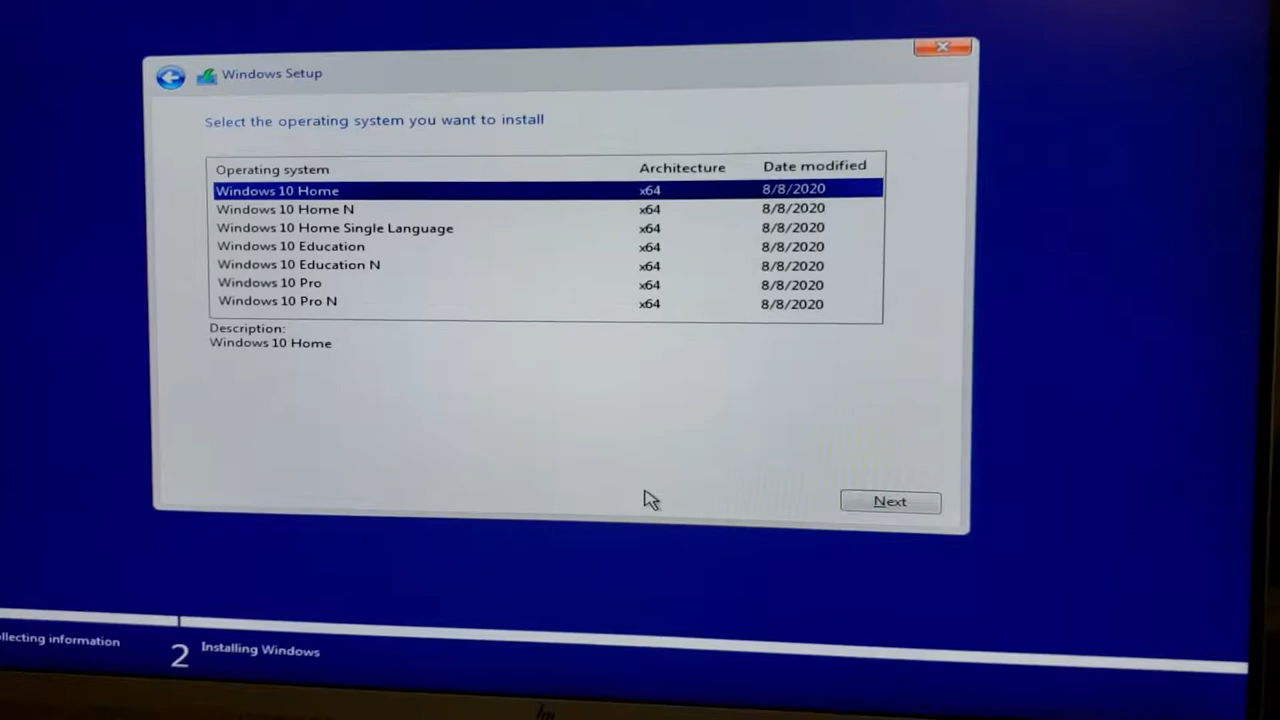 Windows Setup
Select the operating system you want to install
Operating system Architecture Date modified
Windows 10 Home x64 8/8/2020
Windows 10 Home N x64 8/8/2020
Windows 10 Home Single Language x64 8/8/2020
Windows 10 Education x64 8/8/2020
Windows 10 Education N x64 8/8/2020
Windows 10 Pro x64 8/8/2020
Windows 10 Pro N x64 8/8/2020
Description:
Windows 10 Home
Next
llecting information
2 Installing Windows
hp